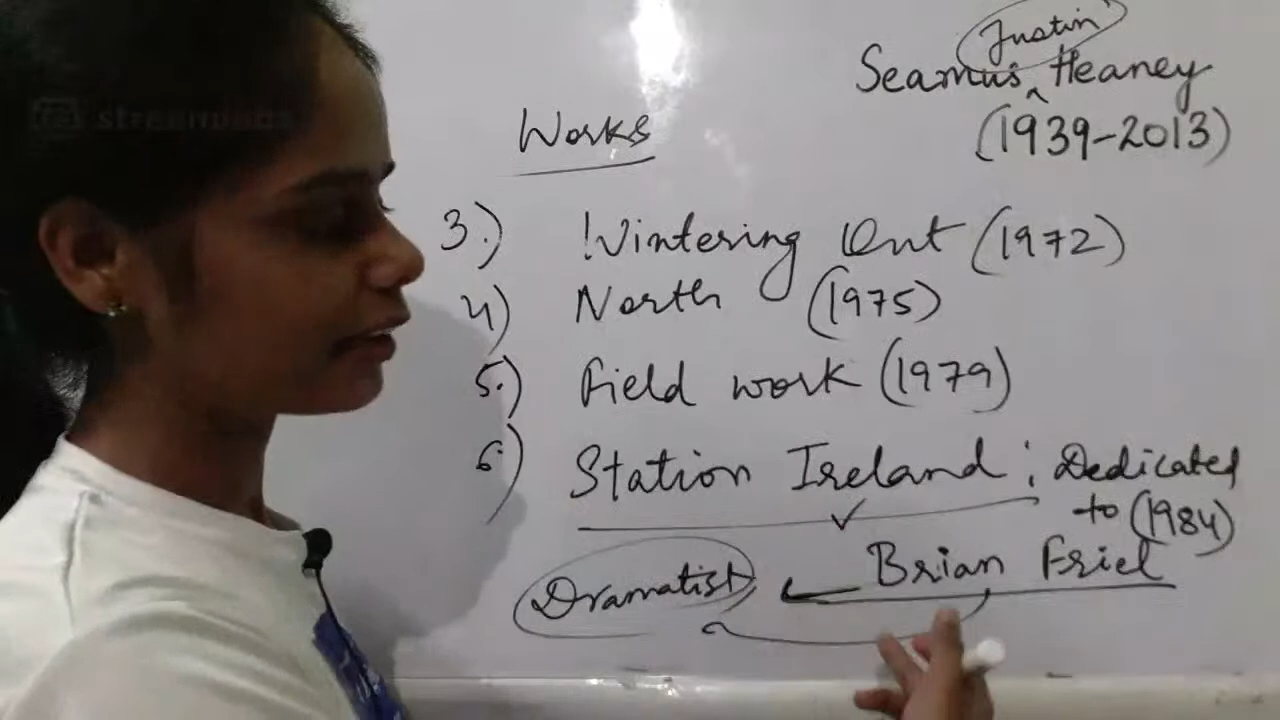 Justin
Seamus ^ Heaney
(1939-2013)
Works
3.) Wintering Out (1972)
4) North (1975)
5.) Field work (1979)
6.) Station Ireland : Dedicated
to (1984)
Brian Friel
Dramatist